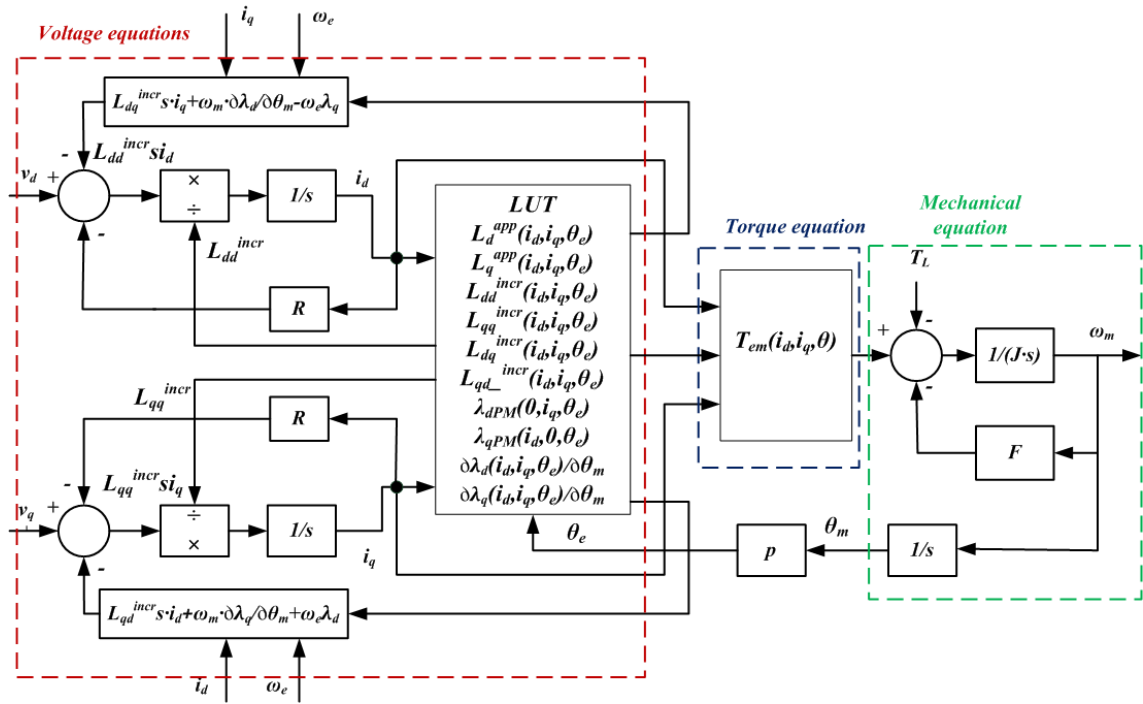 i_q
ω_e
Voltage equations
L_dq^incr s·i_q+ω_m·∂λ_d/∂θ_m-ω_eλ_q
-
L_dd^incr si_d
v_d
+
-
×
÷
1/s
i_d
L_dd^incr
R
LUT
L_d^app(i_d,i_q,θ_e)
L_q^app(i_d,i_q,θ_e)
L_dd^incr(i_d,i_q,θ_e)
L_qq^incr(i_d,i_q,θ_e)
L_dq^incr(i_d,i_q,θ_e)
L_qd_^incr(i_d,i_q,θ_e)
λ_dPM(0,i_q,θ_e)
λ_qPM(i_d,0,θ_e)
∂λ_d(i_d,i_q,θ_e)/∂θ_m
∂λ_q(i_d,i_q,θ_e)/∂θ_m
L_qq^incr
R
-
L_qq^incr si_q
v_q
+
-
÷
×
1/s
i_q
θ_e
L_qd^incr s·i_d+ω_m·∂λ_q/∂θ_m+ω_eλ_d
i_d
ω_e
Torque equation
T_em(i_d,i_q,θ)
Mechanical
equation
T_L
-
+
-
1/(J·s)
ω_m
F
p
θ_m
1/s